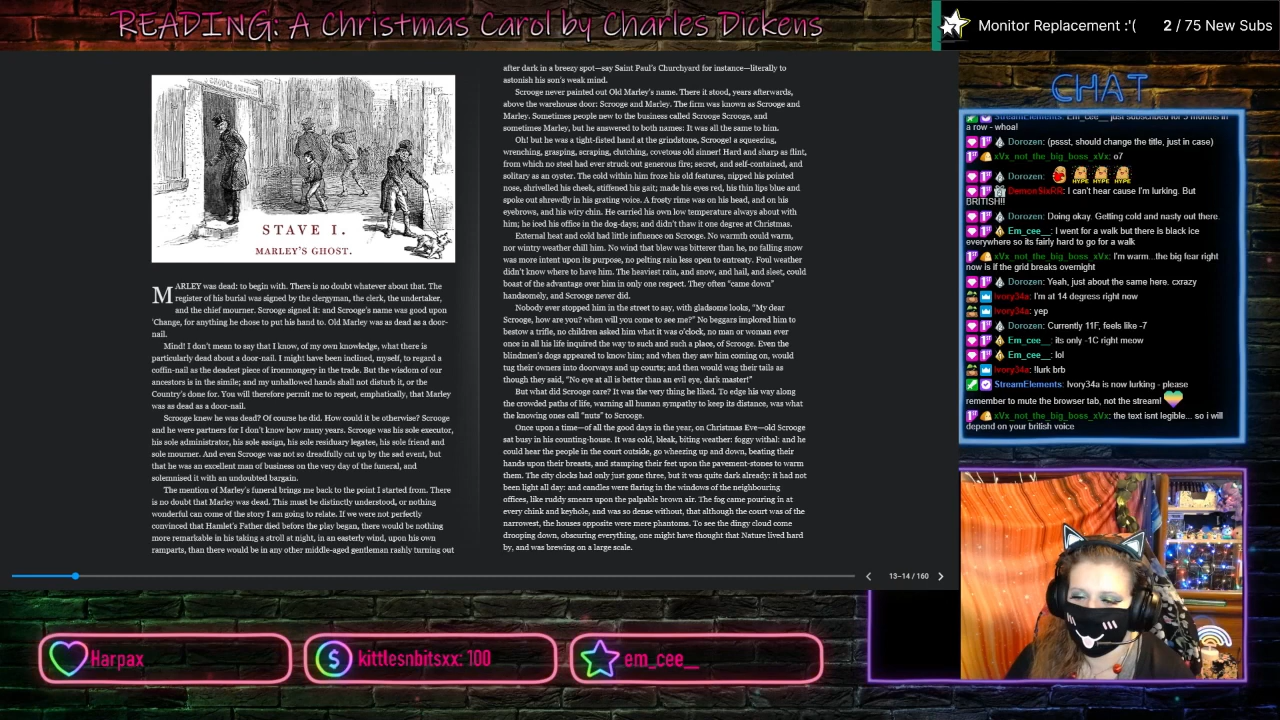 READING: A Christmas Carol by Charles Dickens
Monitor Replacement :'( 2 / 75 New Subs
STAVE I.
MARLEY'S GHOST.
MARLEY was dead: to begin with. There is no doubt whatever about that. The
register of his burial was signed by the clergyman, the clerk, the undertaker,
and the chief mourner. Scrooge signed it: and Scrooge's name was good upon
'Change, for anything he chose to put his hand to. Old Marley was as dead as a door-
nail.
Mind! I don't mean to say that I know, of my own knowledge, what there is
particularly dead about a door-nail. I might have been inclined, myself, to regard a
coffin-nail as the deadest piece of ironmongery in the trade. But the wisdom of our
ancestors is in the simile; and my unhallowed hands shall not disturb it, or the
Country's done for. You will therefore permit me to repeat, emphatically, that Marley
was as dead as a door-nail.
Scrooge knew he was dead? Of course he did. How could it be otherwise? Scrooge
and he were partners for I don't know how many years. Scrooge was his sole executor,
his sole administrator, his sole assign, his sole residuary legatee, his sole friend and
sole mourner. And even Scrooge was not so dreadfully cut up by the sad event, but
that he was an excellent man of business on the very day of the funeral, and
solemnised it with an undoubted bargain.
The mention of Marley's funeral brings me back to the point I started from. There
is no doubt that Marley was dead. This must be distinctly understood, or nothing
wonderful can come of the story I am going to relate. If we were not perfectly
convinced that Hamlet's Father died before the play began, there would be nothing
more remarkable in his taking a stroll at night, in an easterly wind, upon his own
ramparts, than there would be in any other middle-aged gentleman rashly turning out
after dark in a breezy spot—say Saint Paul's Churchyard for instance—literally to
astonish his son's weak mind.
Scrooge never painted out Old Marley's name. There it stood, years afterwards,
above the warehouse door: Scrooge and Marley. The firm was known as Scrooge and
Marley. Sometimes people new to the business called Scrooge Scrooge, and
sometimes Marley, but he answered to both names: It was all the same to him.
Oh! but he was a tight-fisted hand at the grindstone, Scrooge! a squeezing,
wrenching, grasping, scraping, clutching, covetous old sinner! Hard and sharp as flint,
from which no steel had ever struck out generous fire; secret, and self-contained, and
solitary as an oyster. The cold within him froze his old features, nipped his pointed
nose, shrivelled his cheek, stiffened his gait; made his eyes red, his thin lips blue and
spoke out shrewdly in his grating voice. A frosty rime was on his head, and on his
eyebrows, and his wiry chin. He carried his own low temperature always about with
him; he iced his office in the dog-days; and didn't thaw it one degree at Christmas.
External heat and cold had little influence on Scrooge. No warmth could warm,
nor wintry weather chill him. No wind that blew was bitterer than he, no falling snow
was more intent upon its purpose, no pelting rain less open to entreaty. Foul weather
didn't know where to have him. The heaviest rain, and snow, and hail, and sleet, could
boast of the advantage over him in only one respect. They often "came down"
handsomely, and Scrooge never did.
Nobody ever stopped him in the street to say, with gladsome looks, "My dear
Scrooge, how are you? when will you come to see me?" No beggars implored him to
bestow a trifle, no children asked him what it was o'clock, no man or woman ever
once in all his life inquired the way to such and such a place, of Scrooge. Even the
blindmen's dogs appeared to know him; and when they saw him coming on, would
tug their owners into doorways and up courts; and then would wag their tails as
though they said, "No eye at all is better than an evil eye, dark master!"
But what did Scrooge care? It was the very thing he liked. To edge his way along
the crowded paths of life, warning all human sympathy to keep its distance, was what
the knowing ones call "nuts" to Scrooge.
Once upon a time—of all the good days in the year, on Christmas Eve—old Scrooge
sat busy in his counting-house. It was cold, bleak, biting weather: foggy withal: and he
could hear the people in the court outside, go wheezing up and down, beating their
hands upon their breasts, and stamping their feet upon the pavement-stones to warm
them. The city clocks had only just gone three, but it was quite dark already: it had not
been light all day: and candles were flaring in the windows of the neighbouring
offices, like ruddy smears upon the palpable brown air. The fog came pouring in at
every chink and keyhole, and was so dense without, that although the court was of the
narrowest, the houses opposite were mere phantoms. To see the dingy cloud come
drooping down, obscuring everything, one might have thought that Nature lived hard
by, and was brewing on a large scale.
13–14 / 160
CHAT
StreamElements: Em_cee__ just subscribed for 5 months in
a row - whoa!
Dorozen: (pssst, should change the title, just in case)
xVx_not_the_big_boss_xVx: o7
Dorozen: HYPE HYPE HYPE
DemonSixRR: I can't hear cause I'm lurking. But
BRITISH!!
Dorozen: Doing okay. Getting cold and nasty out there.
Em_cee__: I went for a walk but there is black ice
everywhere so its fairly hard to go for a walk
xVx_not_the_big_boss_xVx: I'm warm...the big fear right
now is if the grid breaks overnight
Dorozen: Yeah, just about the same here. cxrazy
Ivory34a: I'm at 14 degress right now
Ivory34a: yep
Dorozen: Currently 11F, feels like -7
Em_cee__: its only -1C right meow
Em_cee__: lol
Ivory34a: !lurk brb
StreamElements: Ivory34a is now lurking - please
remember to mute the browser tab, not the stream!
xVx_not_the_big_boss_xVx: the text isnt legible... so i will
depend on your british voice
Harpax
kittlesnbitsxx: 100
em_cee__